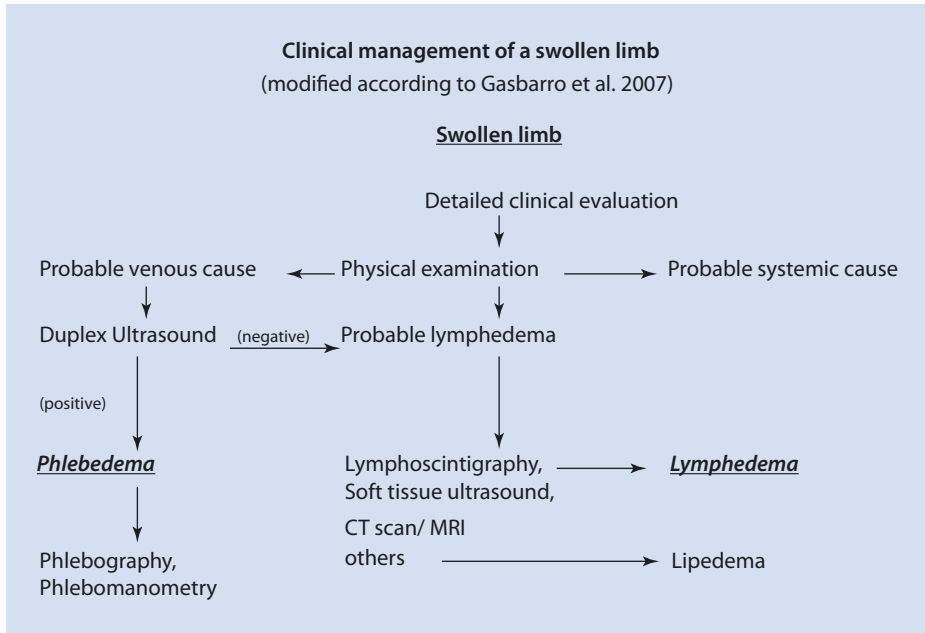 Clinical management of a swollen limb
(modified according to Gasbarro et al. 2007)
Swollen limb
Detailed clinical evaluation
Probable venous cause
Physical examination
Probable systemic cause
Duplex Ultrasound
(negative)
Probable lymphedema
(positive)
Phlebedema
Lymphoscintigraphy,
Soft tissue ultrasound,
Lymphedema
CT scan/ MRI
others
Lipedema
Phlebography,
Phlebomanometry